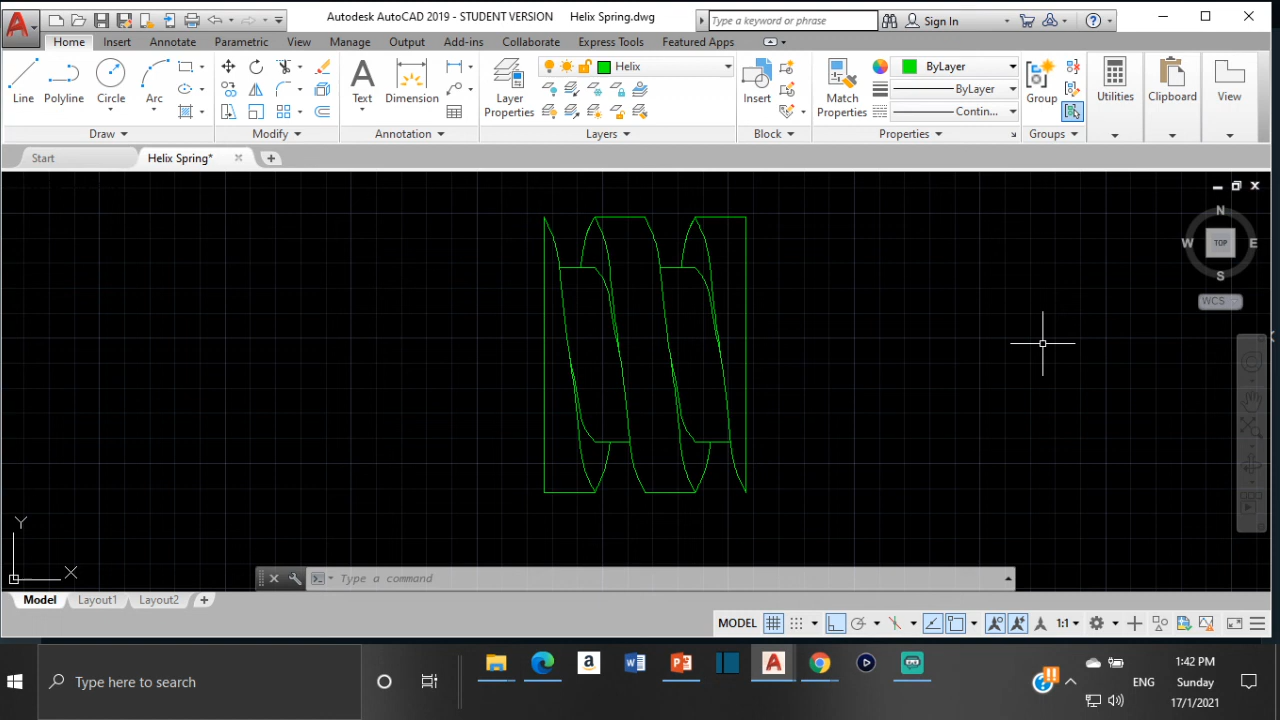 A Autodesk AutoCAD 2019 - STUDENT VERSION Helix Spring.dwg Type a keyword or phrase Sign In ?
Home Insert Annotate Parametric View Manage Output Add-ins Collaborate Express Tools Featured Apps
Line Polyline Circle Arc
A Text Dimension
Layer Properties
Helix
Insert
Match Properties
ByLayer
ByLayer
Contin...
Group
Utilities Clipboard View
Draw Modify Annotation Layers Block Properties Groups
Start Helix Spring* +
N
W TOP E
S
WCS
Y
X
Type a command
Model Layout1 Layout2 +
MODEL 1:1
Type here to search
a W P A
ENG
1:42 PM
Sunday
17/1/2021